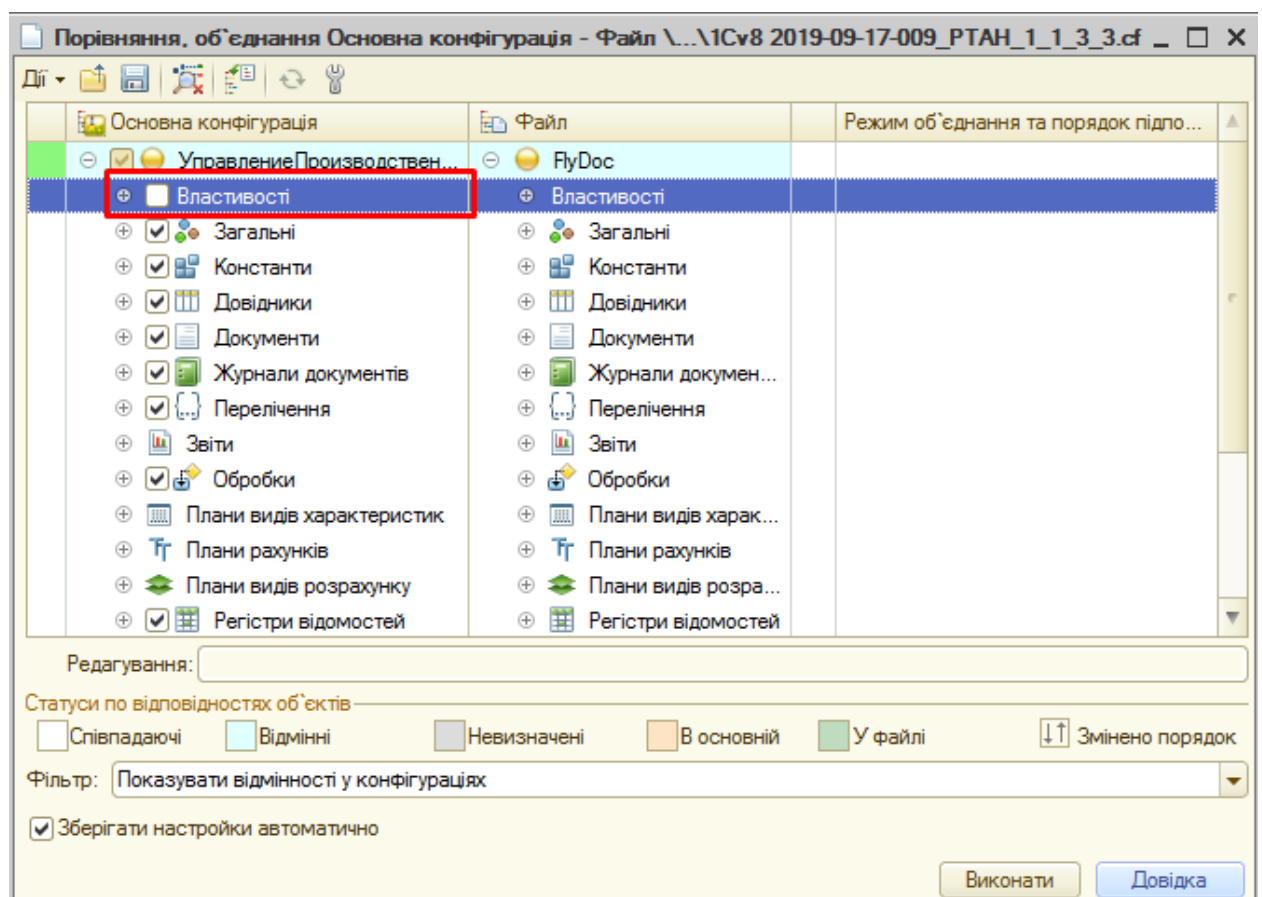 Порівняння, об`єднання Основна конфігурація - Файл \...\1Cv8 2019-09-17-009_PTAH_1_1_3_3.cf
Дії
Основна конфігурація Файл Режим об`єднання та порядок підпо...
УправлениеПроизводствен... FlyDoc
Властивості Властивості
Загальні Загальні
Константи Константи
Довідники Довідники
Документи Документи
Журнали документів Журнали докумен...
Перелічення Перелічення
Звіти Звіти
Обробки Обробки
Плани видів характеристик Плани видів харак...
Плани рахунків Плани рахунків
Плани видів розрахунку Плани видів розра...
Регістри відомостей Регістри відомостей
Редагування:
Статуси по відповідностях об`єктів
Співпадаючі Відмінні Невизначені В основній У файлі Змінено порядок
Фільтр: Показувати відмінності у конфігураціях
Зберігати настройки автоматично
Виконати Довідка